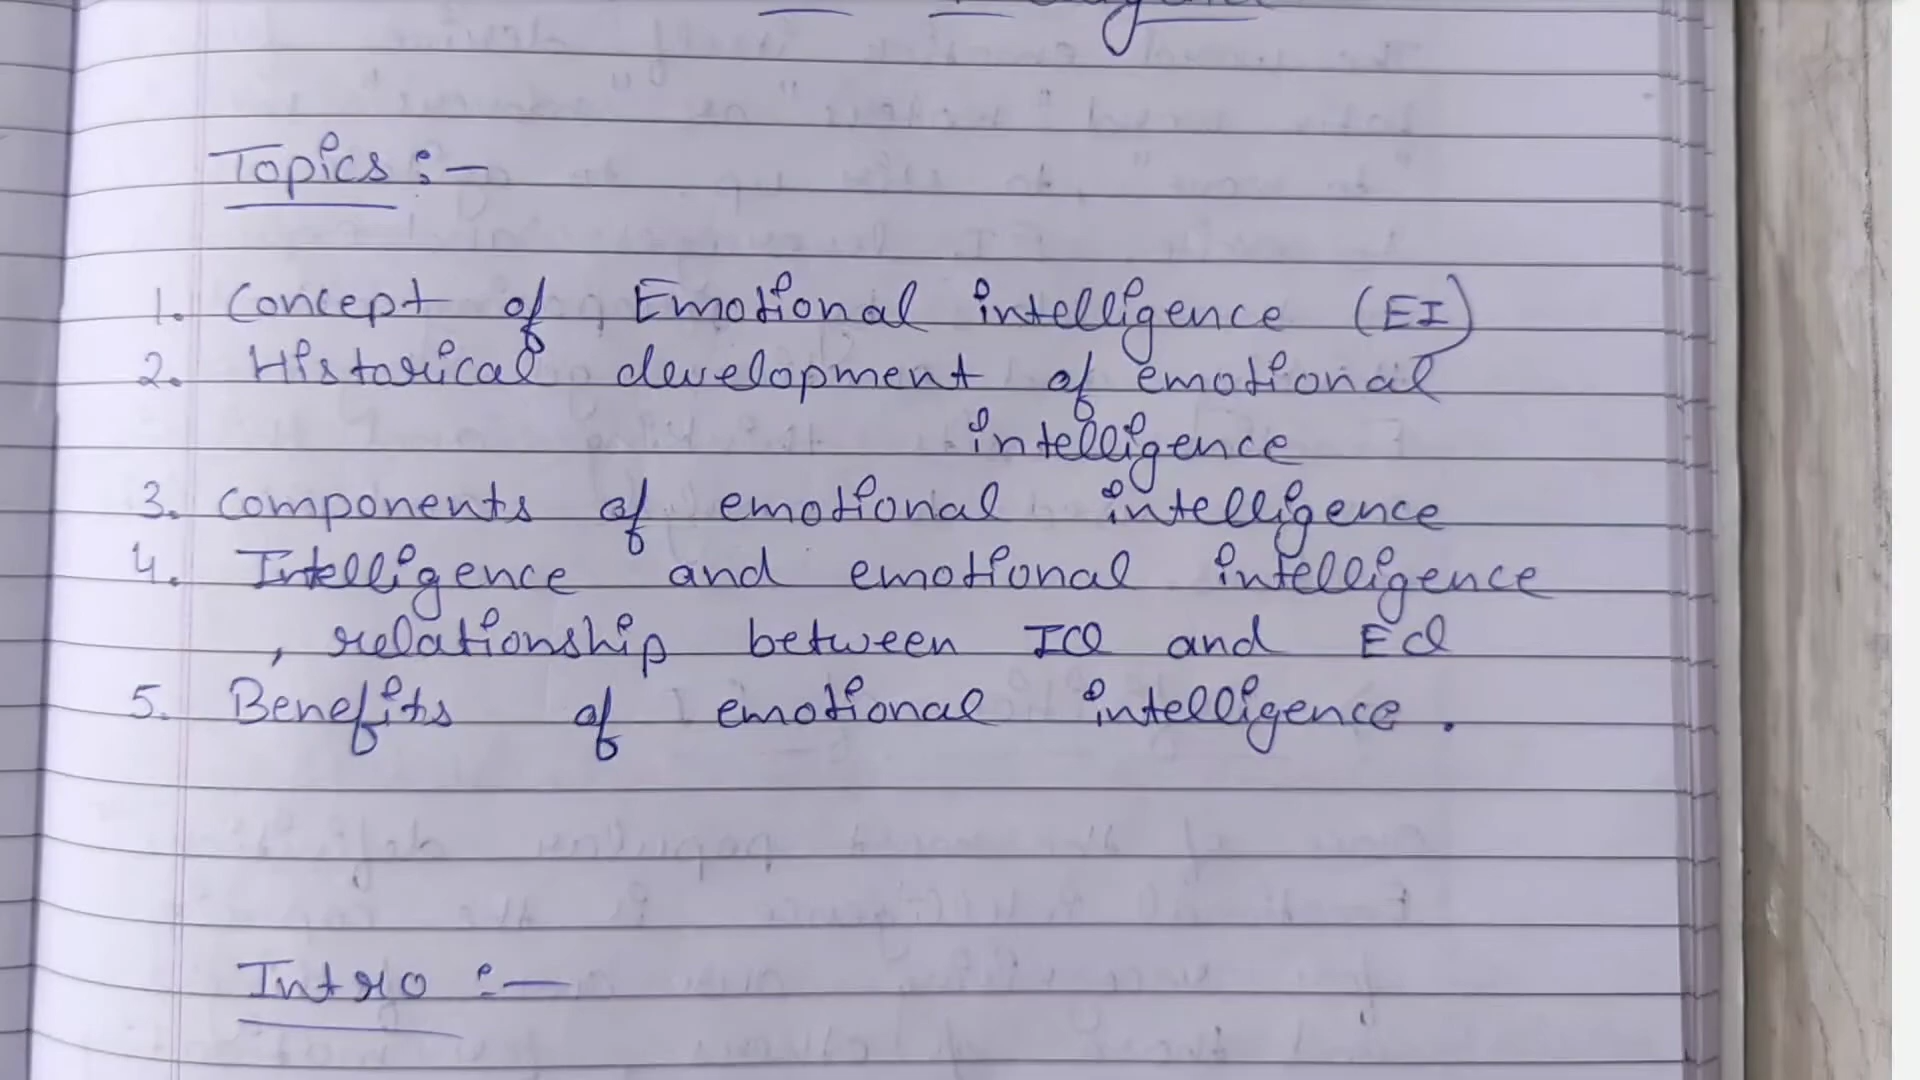 Topics :-
1. Concept of Emotional intelligence (EI)
2. Historical development of emotional
intelligence
3. components of emotional intelligence
4. Intelligence and emotional intelligence
, relationship between IQ and EQ
5. Benefits of emotional intelligence.
Intro :-